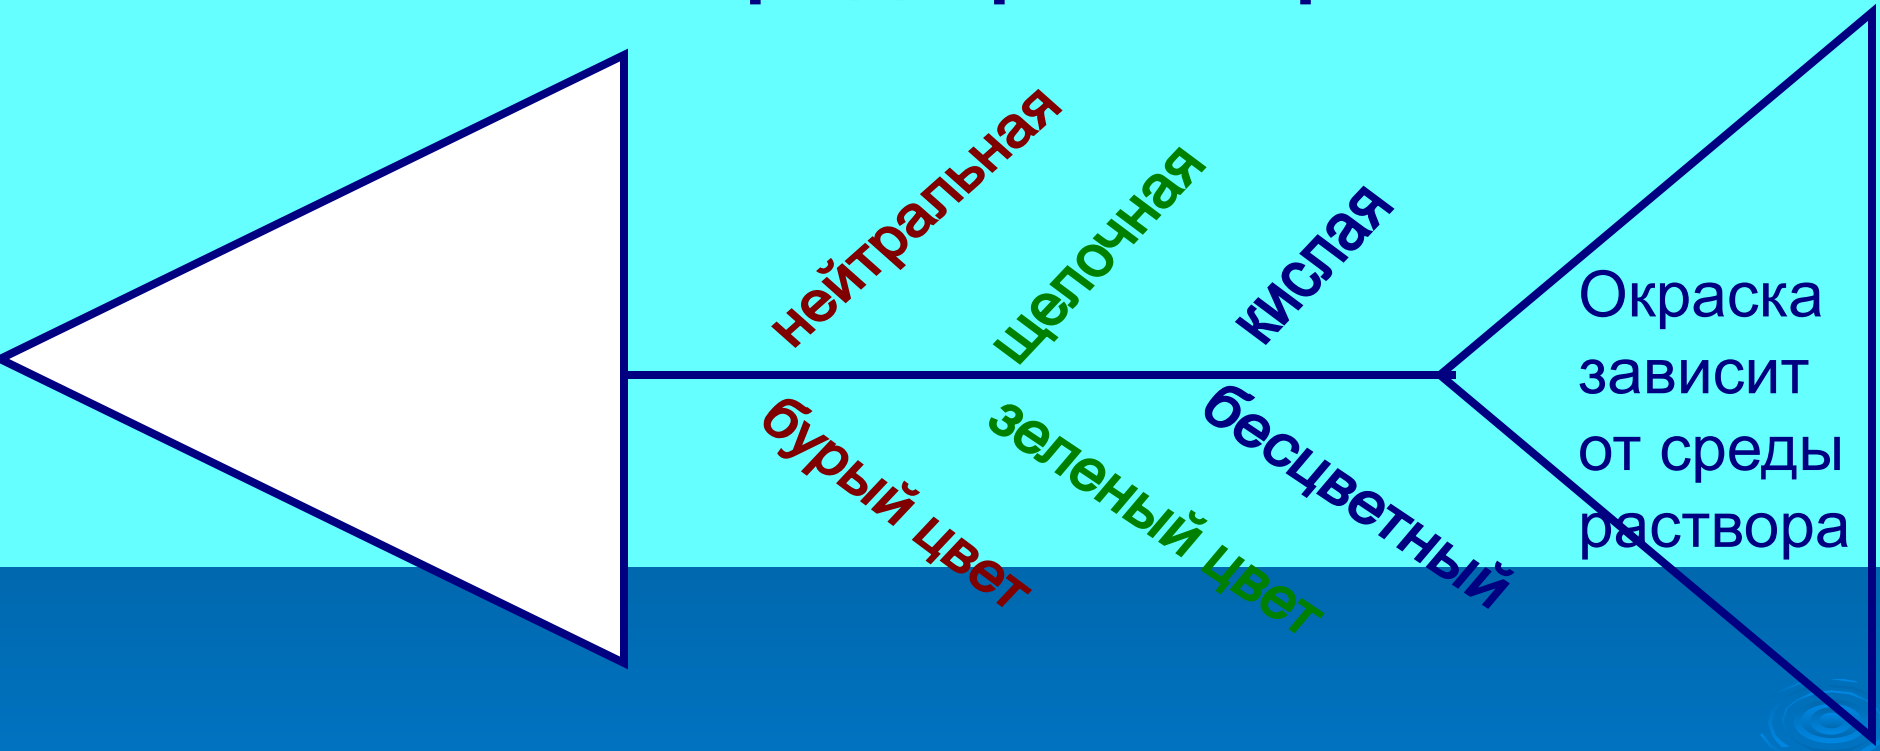 нейтральная
щелочная
кислая
бурый цвет
зеленый цвет
бесцветный
Окраска
зависит
от среды
раствора